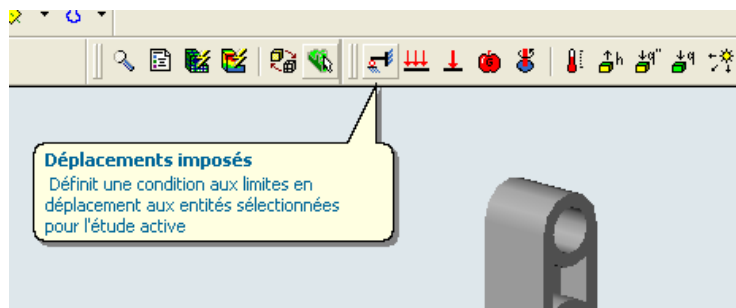 h q" q
G
Déplacements imposés
Définit une condition aux limites en
déplacement aux entités sélectionnées
pour l'étude active